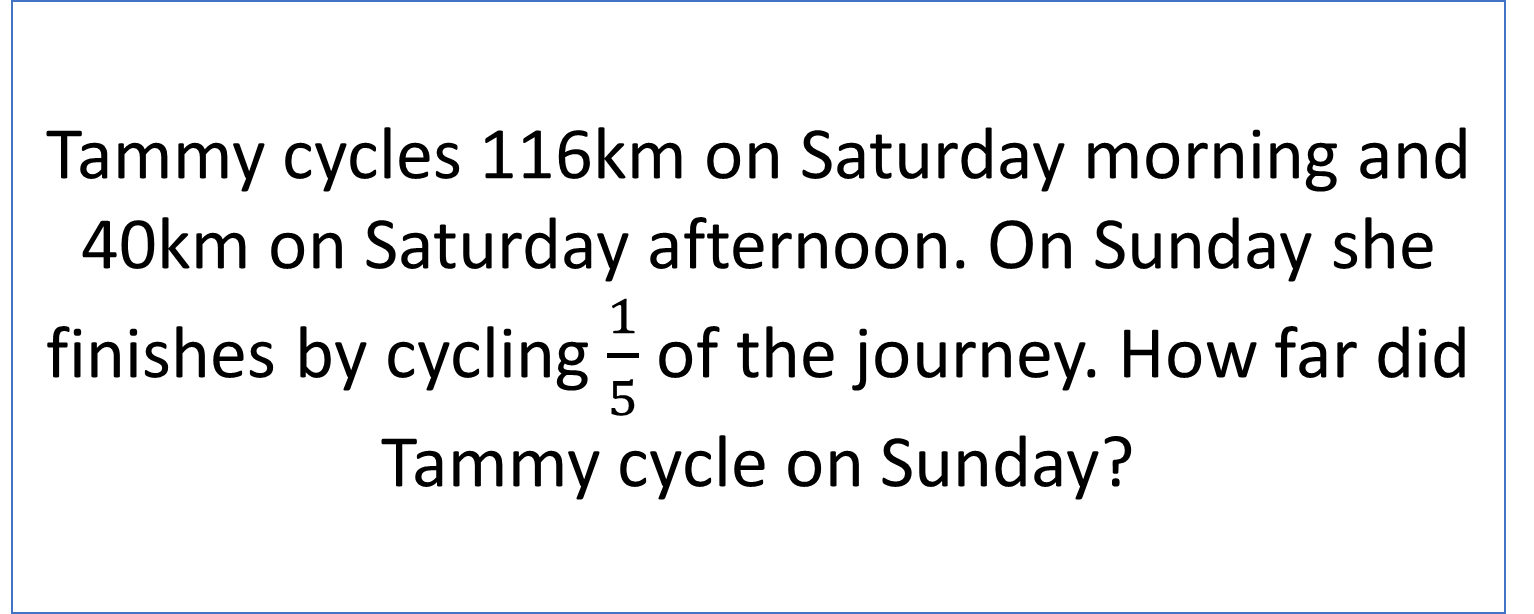 Tammy cycles 116km on Saturday morning and
40km on Saturday afternoon. On Sunday she
finishes by cycling 1/5 of the journey. How far did
Tammy cycle on Sunday?